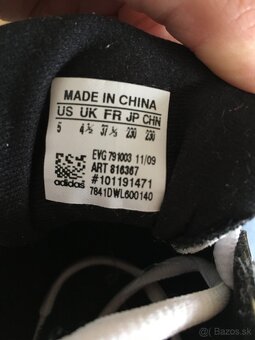 MADE IN CHINA
US UK FR JP CHN
5 4½ 37⅓ 230 230
EVG 791003 11/09
ART 816367
#101191471
adidas
7841DWL600140
© Bazos.sk